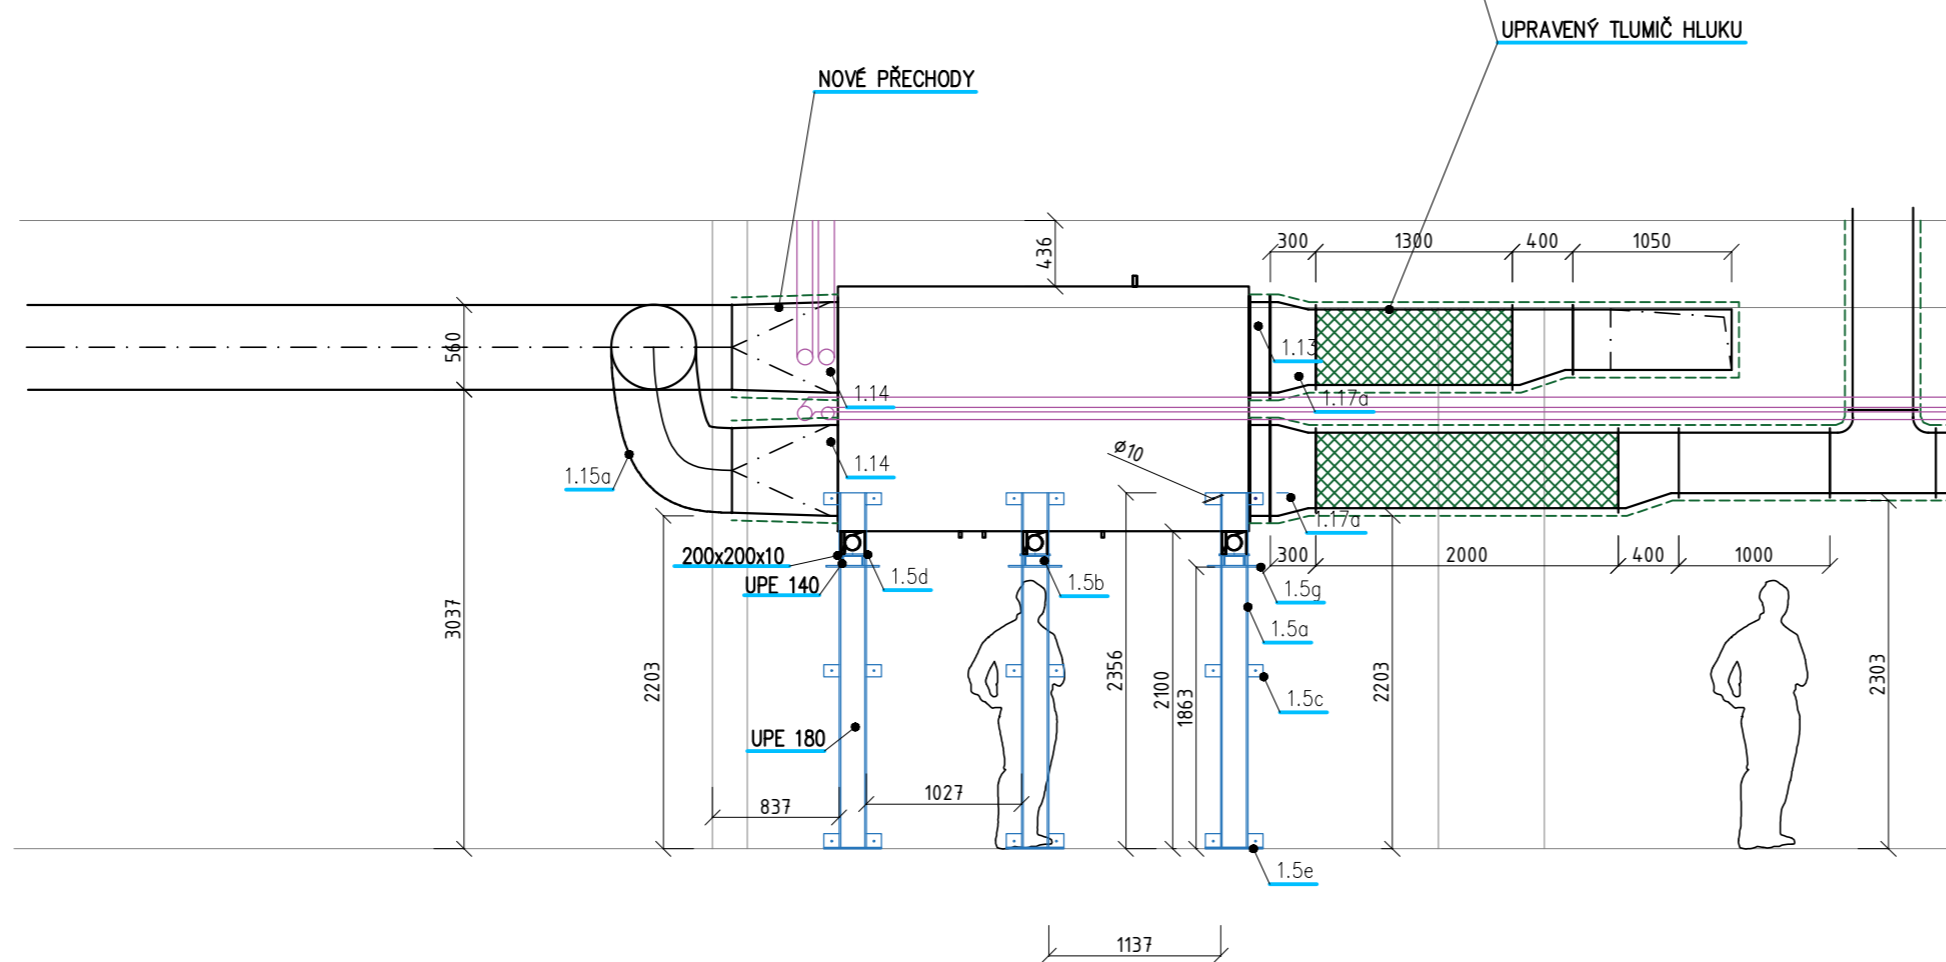 UPRAVENÝ TLUMIČ HLUKU
NOVÉ PŘECHODY
436
300
1300
400
1050
560
1.13
1.14
1.17a
1.14
1.15a
ø10
1.17a
200x200x10
UPE 140
1.5d
1.5b
300
2000
400
1000
1.5g
1.5a
3037
2203
2356
2100
1863
2203
2303
1.5c
UPE 180
837
1027
1.5e
1137